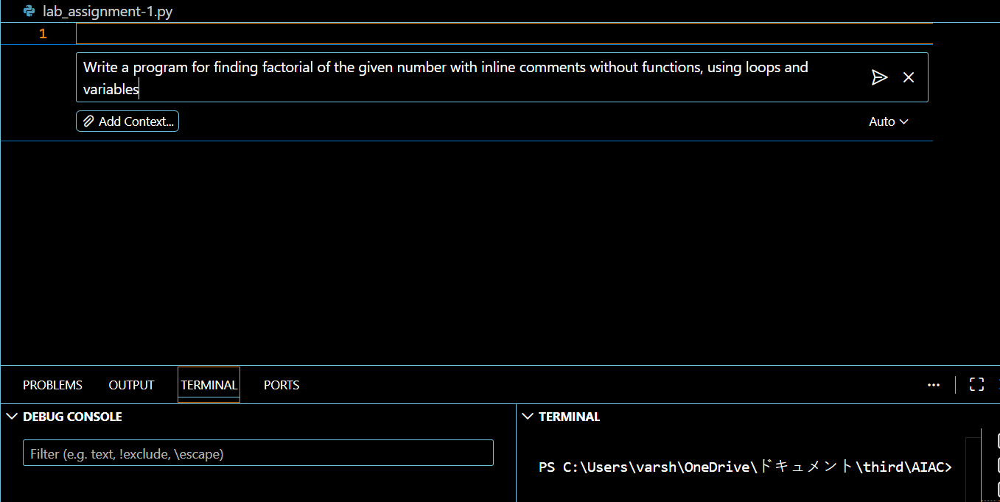 lab_assignment-1.py
1
Write a program for finding factorial of the given number with inline comments without functions, using loops and
variables
Add Context...
Auto
PROBLEMS OUTPUT TERMINAL PORTS
DEBUG CONSOLE
TERMINAL
Filter (e.g. text, !exclude, \escape)
PS C:\Users\varsh\OneDrive\ドキュメント\third\AIAC>